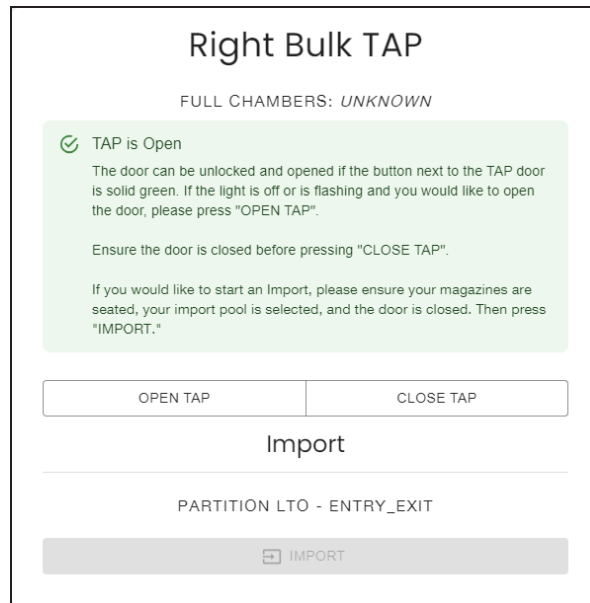 Right Bulk TAP
FULL CHAMBERS: UNKNOWN
TAP is Open
The door can be unlocked and opened if the button next to the TAP door
is solid green. If the light is off or is flashing and you would like to open
the door, please press "OPEN TAP".
Ensure the door is closed before pressing "CLOSE TAP".
If you would like to start an Import, please ensure your magazines are
seated, your import pool is selected, and the door is closed. Then press
"IMPORT."
OPEN TAP
CLOSE TAP
Import
PARTITION LTO - ENTRY_EXIT
IMPORT